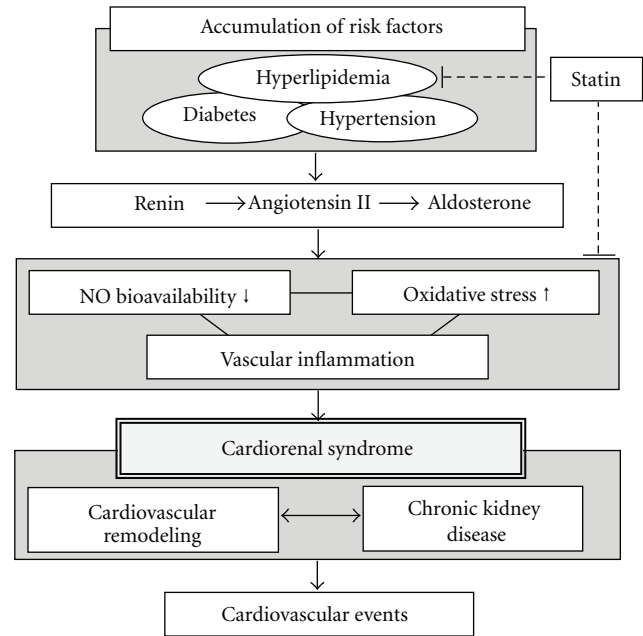 Accumulation of risk factors
Hyperlipidemia
Statin
Diabetes
Hypertension
Renin → Angiotensin II → Aldosterone
NO bioavailability ↓
Oxidative stress ↑
Vascular inflammation
Cardiorenal syndrome
Cardiovascular
remodeling
Chronic kidney
disease
Cardiovascular events